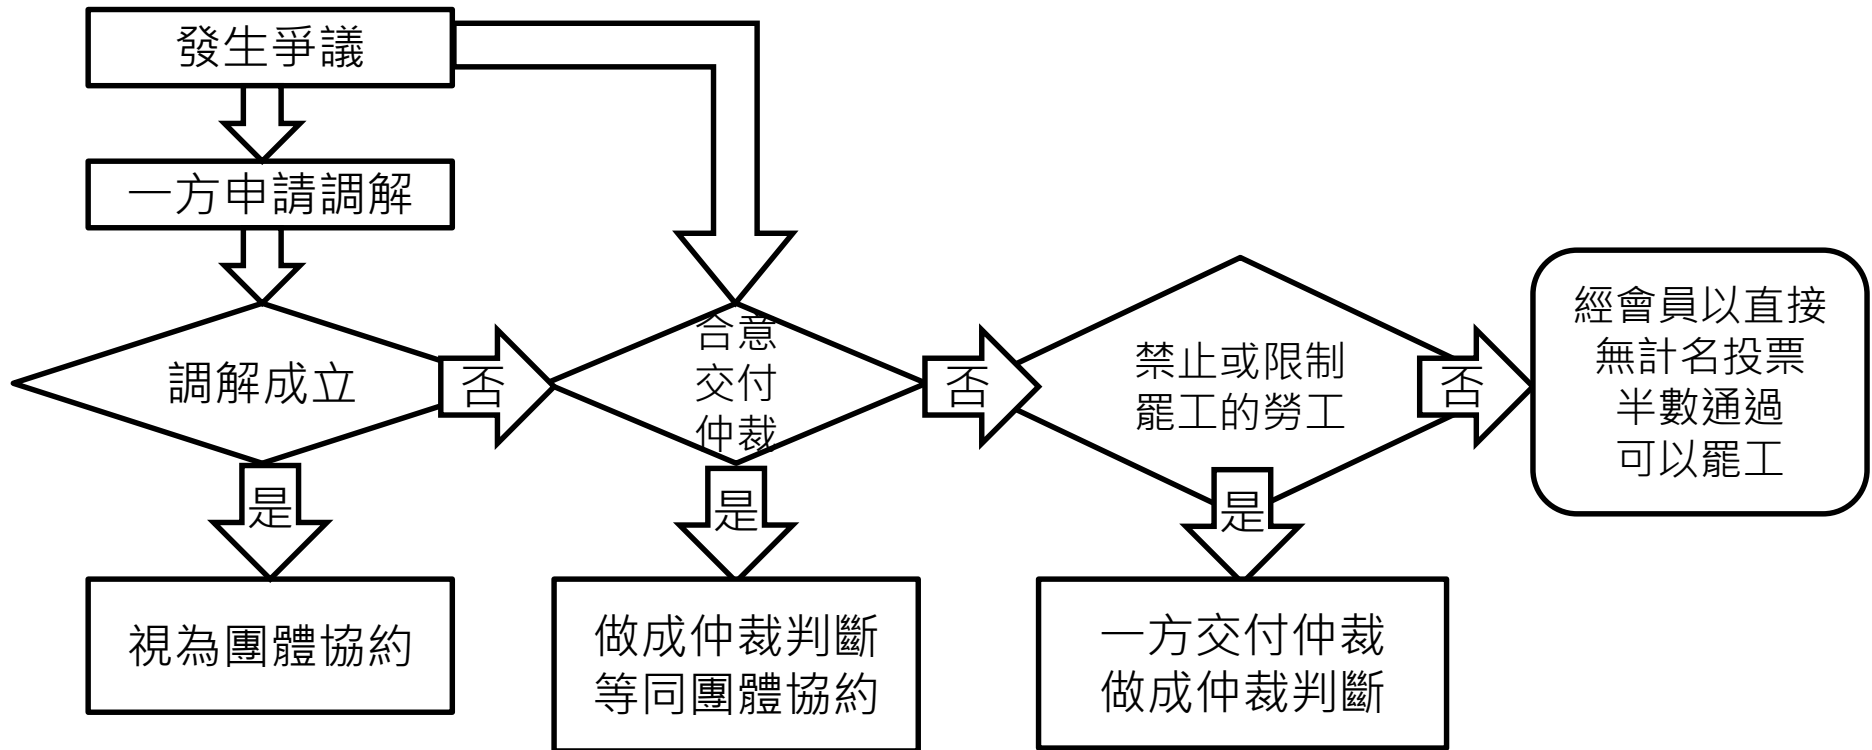 發生爭議
一方申請調解
調解成立
否
合意
交付
仲裁
否
禁止或限制
罷工的勞工
否
經會員以直接
無計名投票
半數通過
可以罷工
是
是
是
視為團體協約
做成仲裁判斷
等同團體協約
一方交付仲裁
做成仲裁判斷